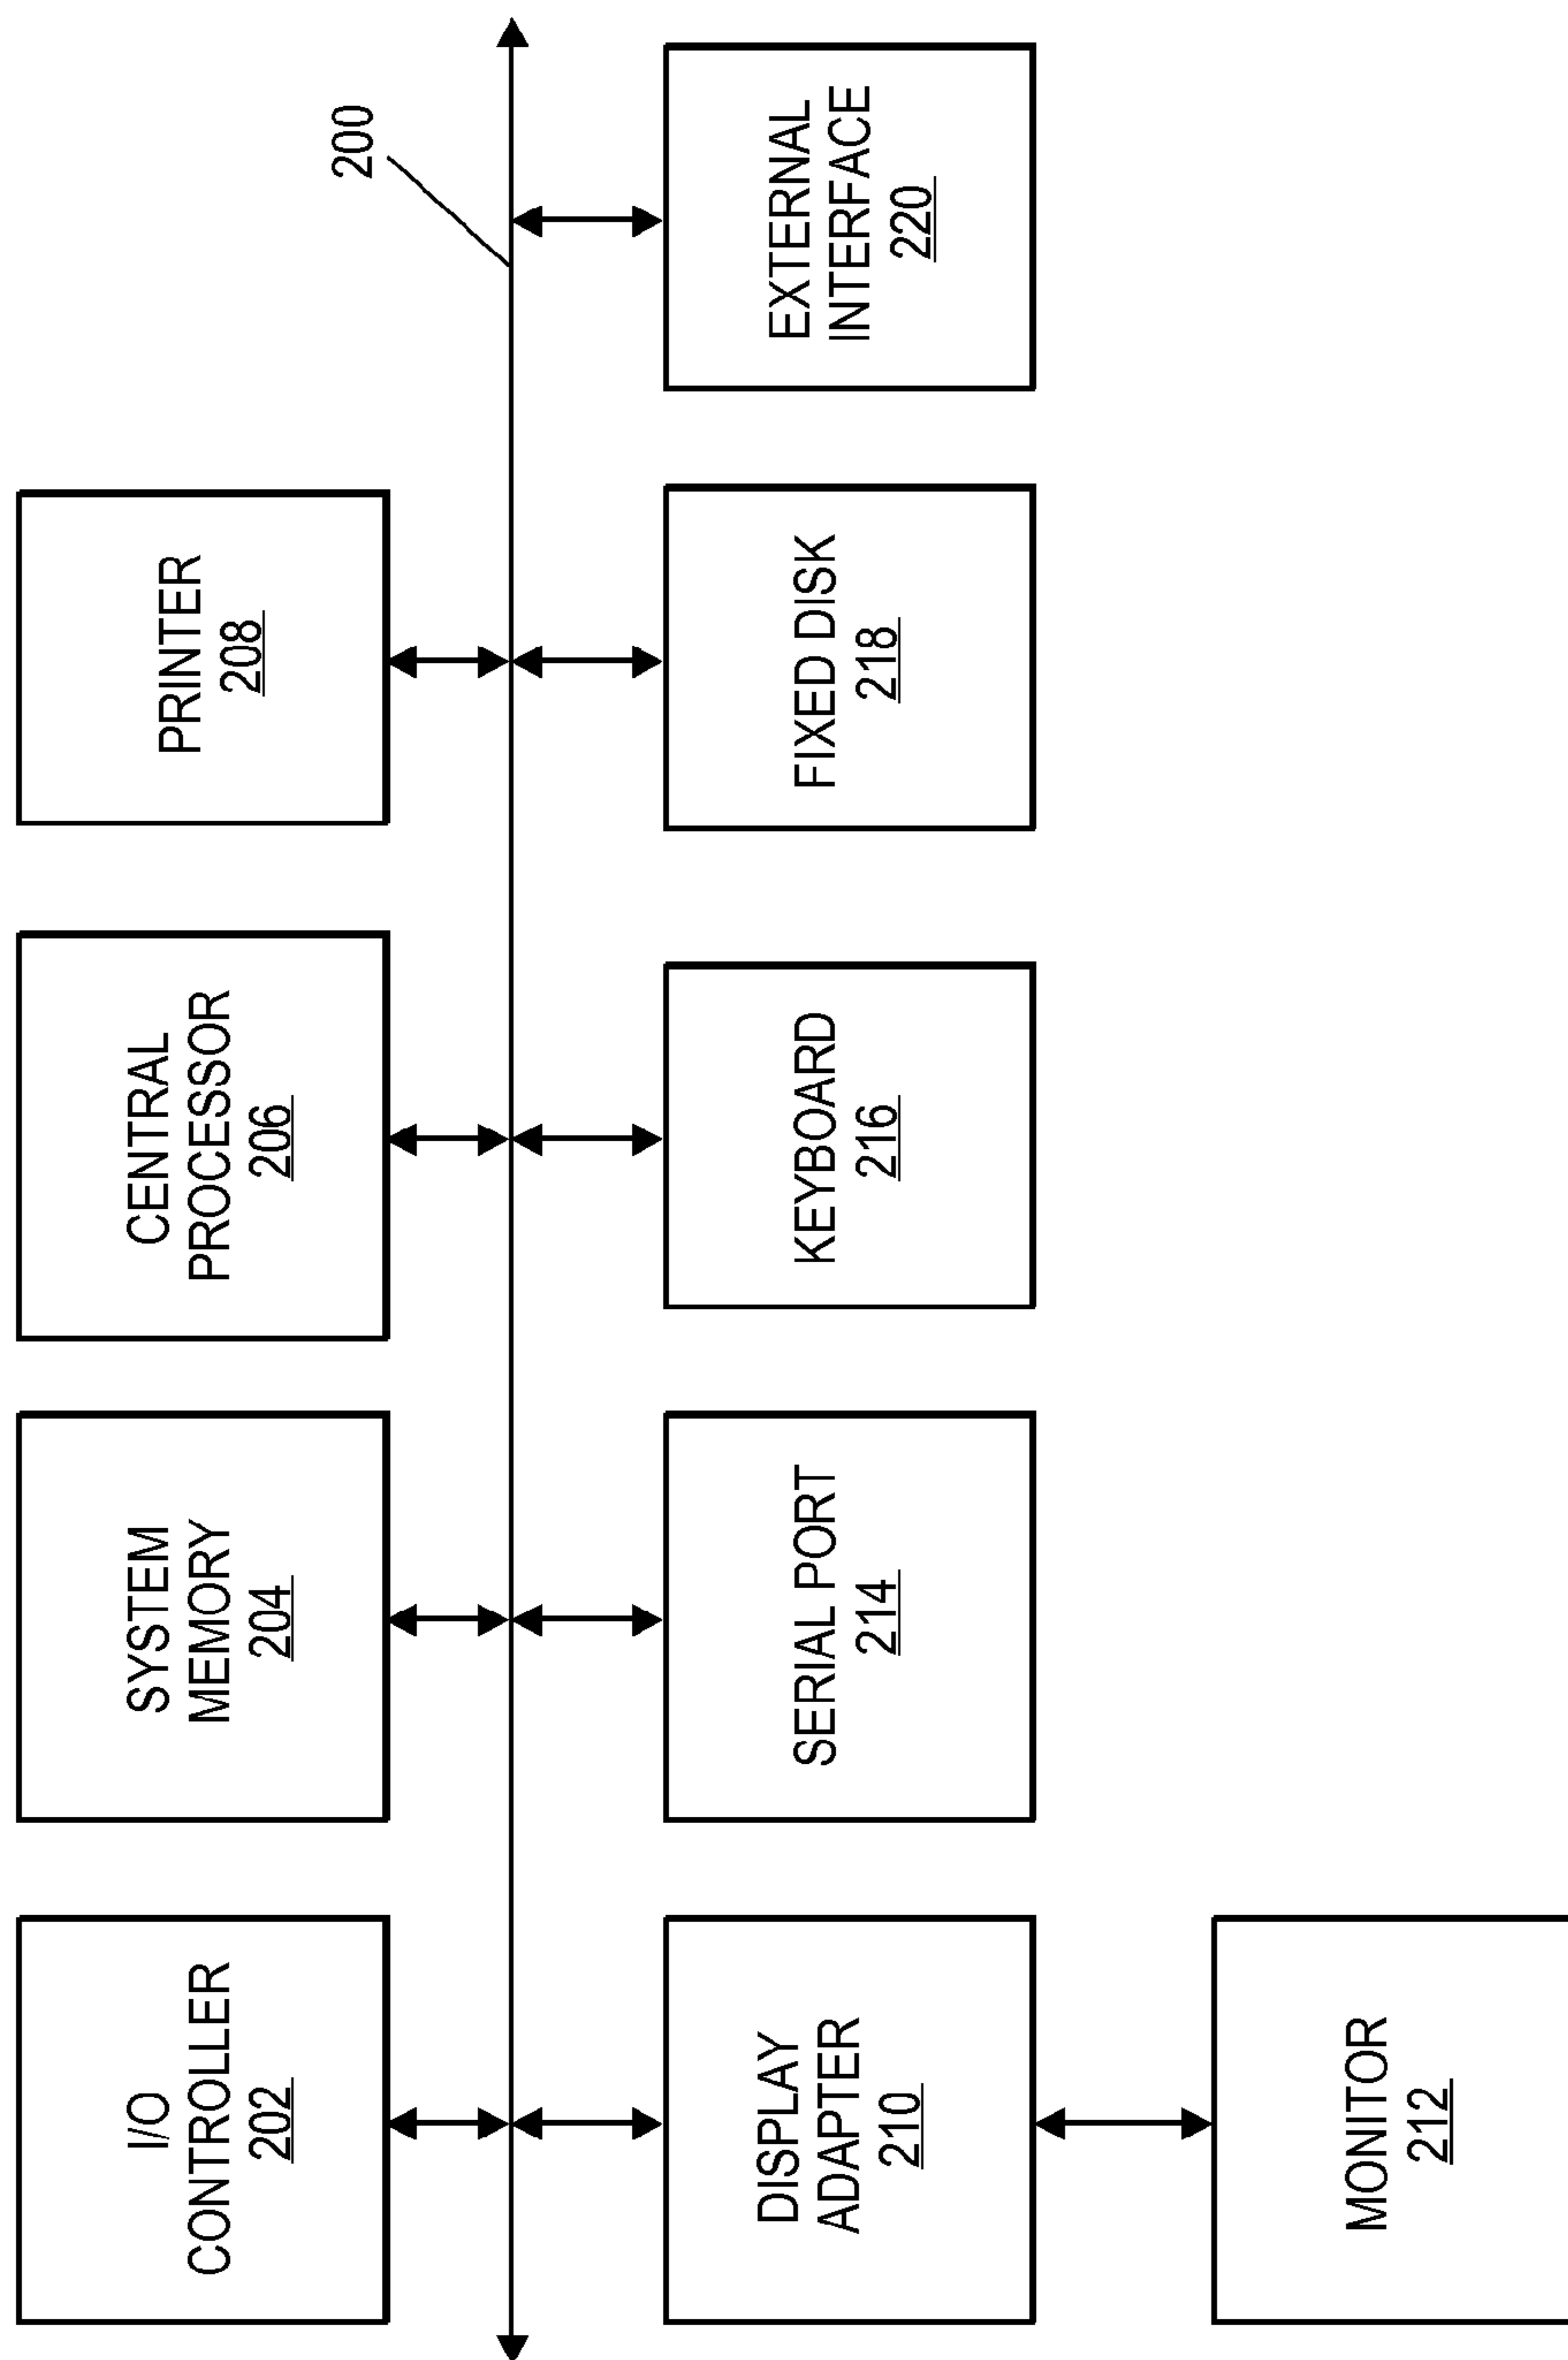 I/O
CONTROLLER
202
SYSTEM
MEMORY
204
CENTRAL
PROCESSOR
206
PRINTER
208
200
DISPLAY
ADAPTER
210
SERIAL PORT
214
KEYBOARD
216
FIXED DISK
218
EXTERNAL
INTERFACE
220
MONITOR
212